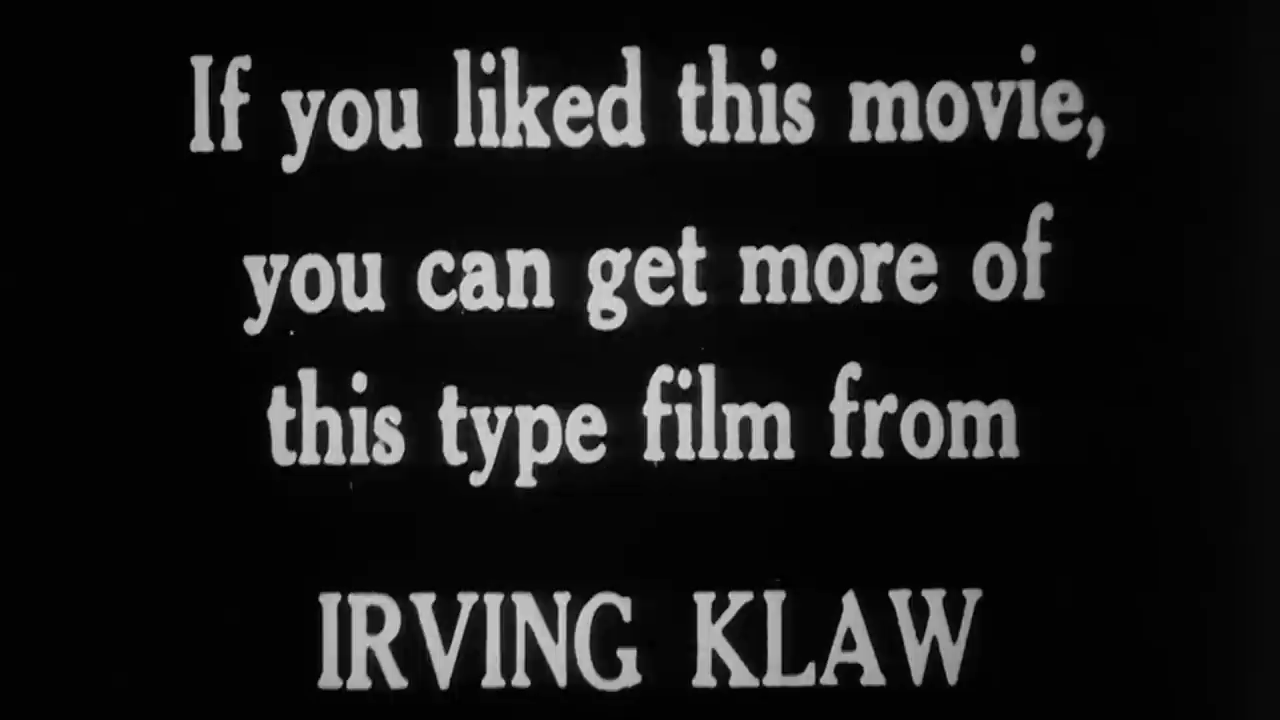 If you liked this movie,
you can get more of
this type film from
IRVING KLAW